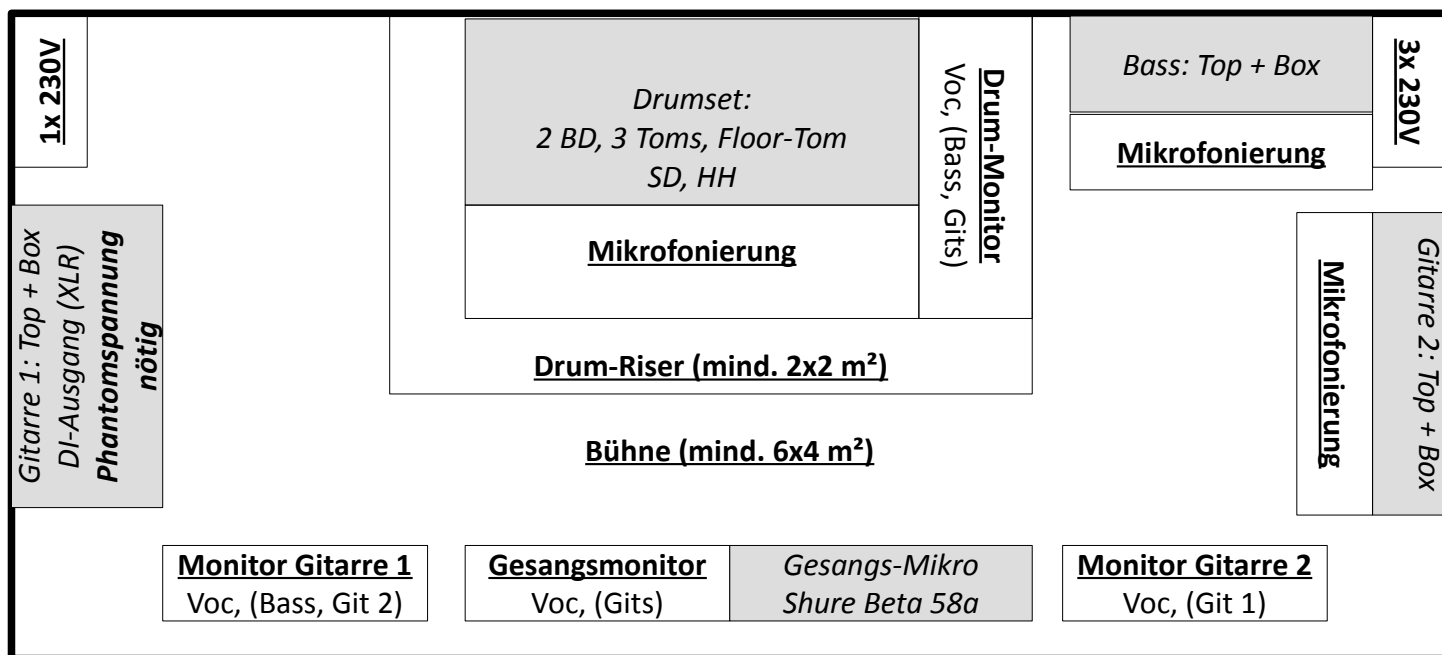 1x 230V
Drumset:
2 BD, 3 Toms, Floor-Tom
SD, HH
Mikrofonierung
Drum-Monitor
Voc, (Bass, Gits)
Bass: Top + Box
Mikrofonierung
3x 230V
Gitarre 1: Top + Box
DI-Ausgang (XLR)
Phantomspannung
nötig
Drum-Riser (mind. 2x2 m²)
Bühne (mind. 6x4 m²)
Mikrofonierung
Gitarre 2: Top + Box
Monitor Gitarre 1
Voc, (Bass, Git 2)
Gesangsmonitor
Voc, (Gits)
Gesangs-Mikro
Shure Beta 58a
Monitor Gitarre 2
Voc, (Git 1)